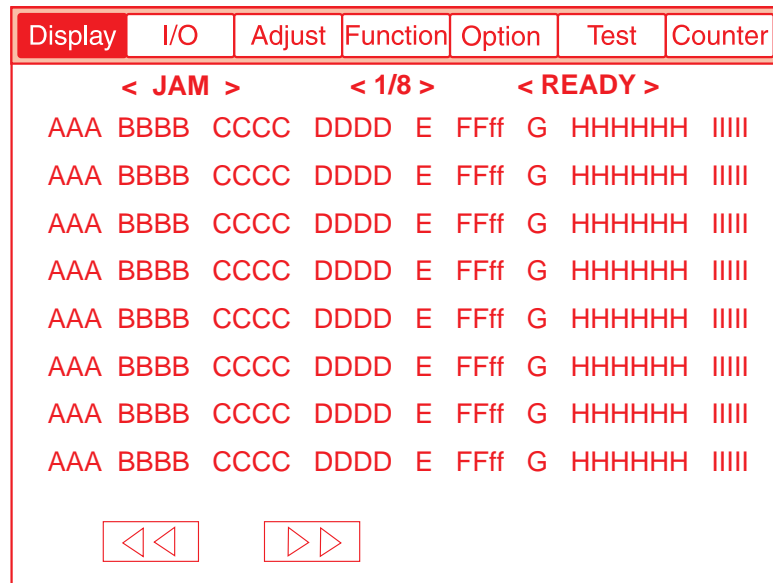 Display I/O Adjust Function Option Test Counter
< JAM > < 1/8 > < READY >
AAA BBBB CCCC DDDD E FFff G HHHHHH IIIII
AAA BBBB CCCC DDDD E FFff G HHHHHH IIIII
AAA BBBB CCCC DDDD E FFff G HHHHHH IIIII
AAA BBBB CCCC DDDD E FFff G HHHHHH IIIII
AAA BBBB CCCC DDDD E FFff G HHHHHH IIIII
AAA BBBB CCCC DDDD E FFff G HHHHHH IIIII
AAA BBBB CCCC DDDD E FFff G HHHHHH IIIII
AAA BBBB CCCC DDDD E FFff G HHHHHH IIIII